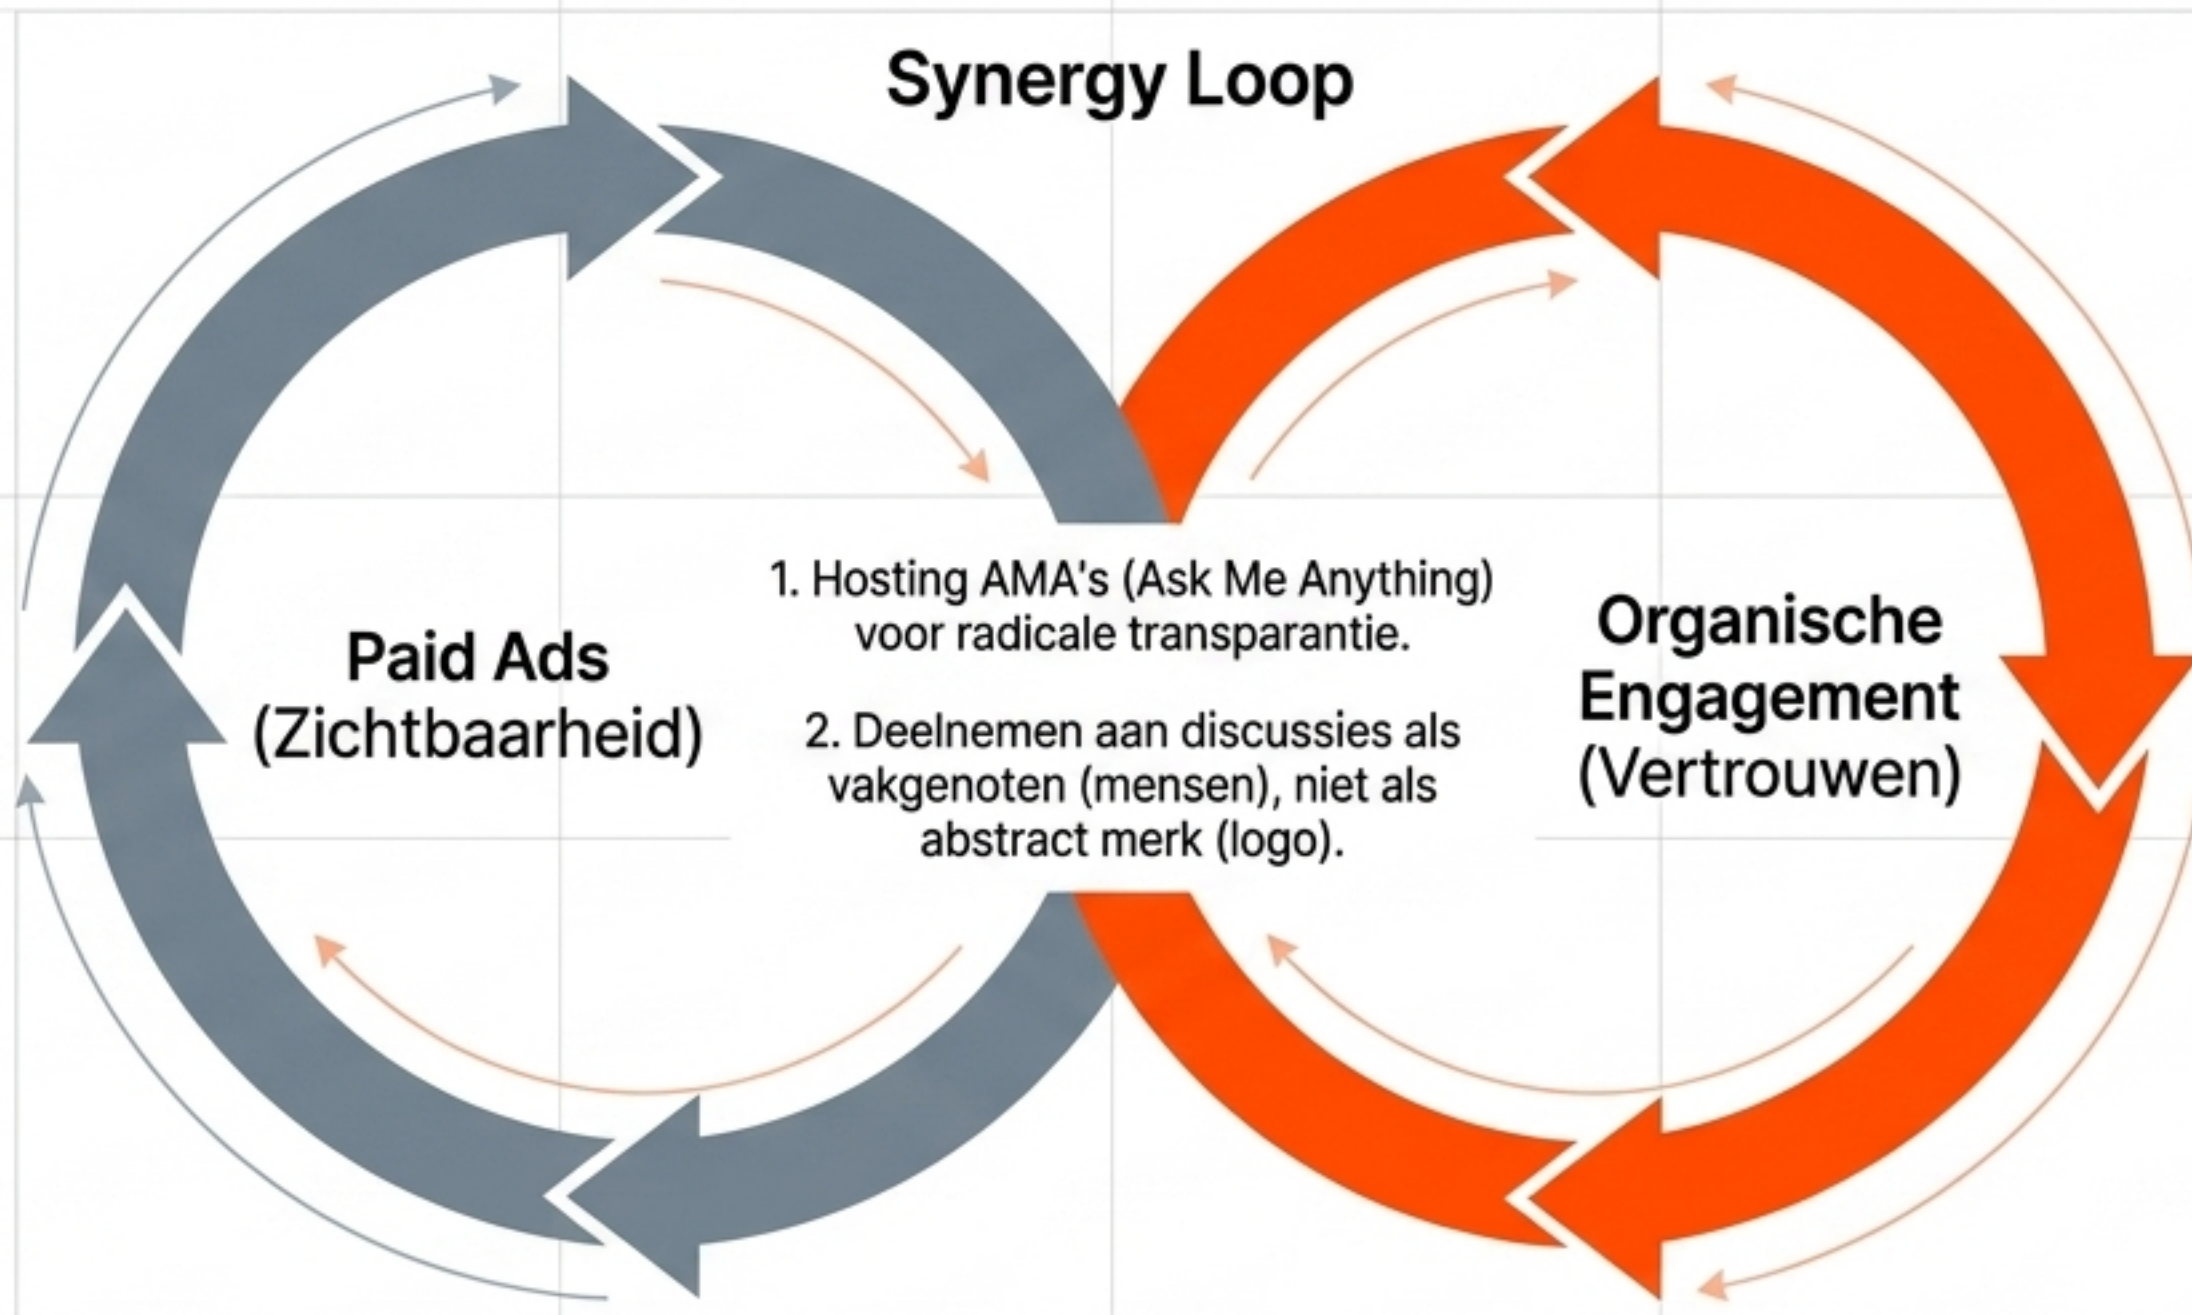 Synergy Loop
Paid Ads
(Zichtbaarheid)
1. Hosting AMA's (Ask Me Anything)
voor radicale transparantie.
2. Deelnemen aan discussies als
vakgenoten (mensen), niet als
abstract merk (logo).
Organische
Engagement
(Vertrouwen)